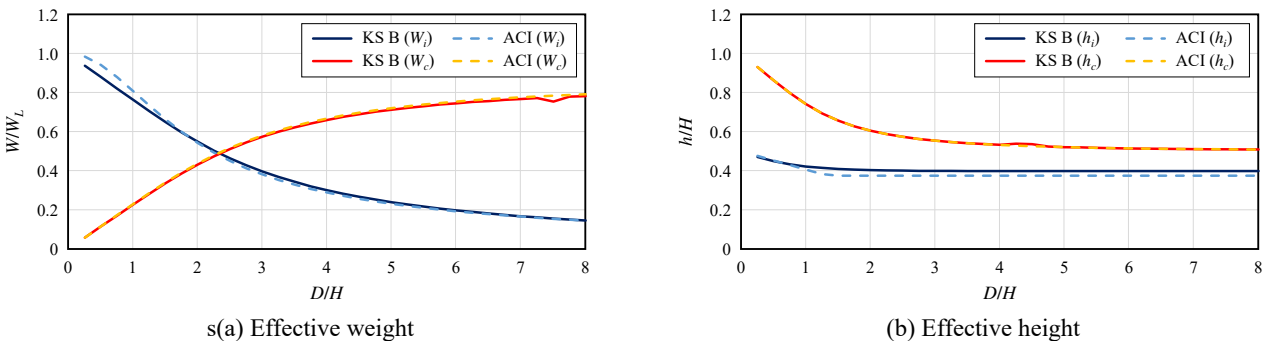 1.2
1.0
0.8
0.6
0.4
0.2
0
W/W_L
KS B (W_i)
ACI (W_i)
KS B (W_c)
ACI (W_c)
0 1 2 3 4 5 6 7 8
D/H
s(a) Effective weight
1.2
1.0
0.8
0.6
0.4
0.2
0
h/H
KS B (h_i)
ACI (h_i)
KS B (h_c)
ACI (h_c)
0 1 2 3 4 5 6 7 8
D/H
(b) Effective height